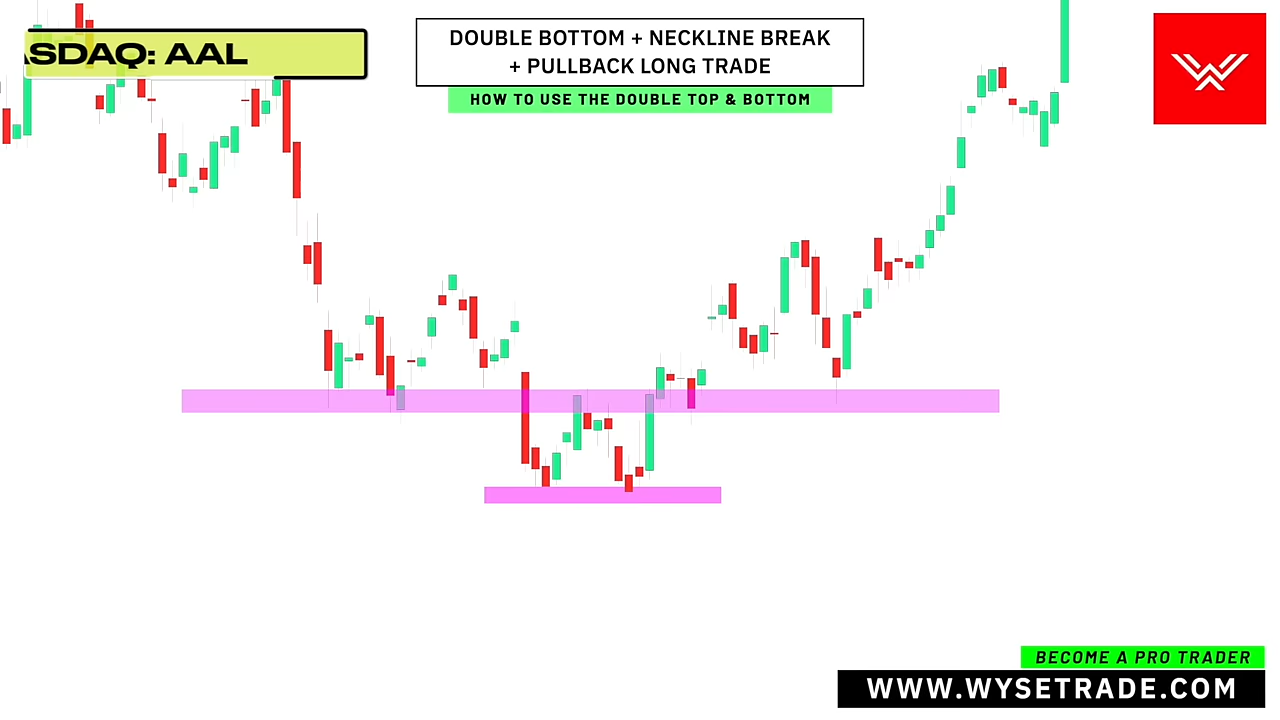 ASDAQ: AAL
DOUBLE BOTTOM + NECKLINE BREAK
+ PULLBACK LONG TRADE
HOW TO USE THE DOUBLE TOP & BOTTOM
BECOME A PRO TRADER
WWW.WYSETRADE.COM